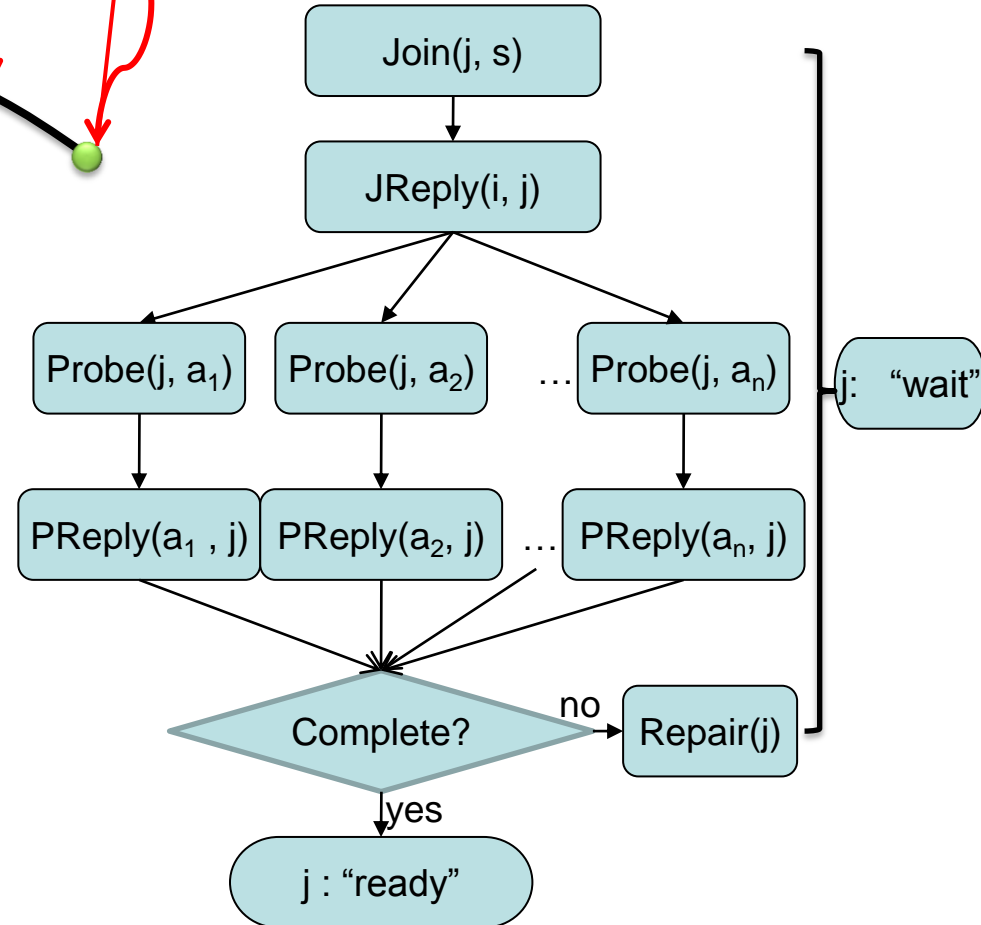 Join(j, s)
JReply(i, j)
Probe(j, a₁) Probe(j, a₂) … Probe(j, aₙ)
j: “wait”
PReply(a₁ , j) PReply(a₂, j) … PReply(aₙ, j)
Complete? no Repair(j)
yes
j : “ready”